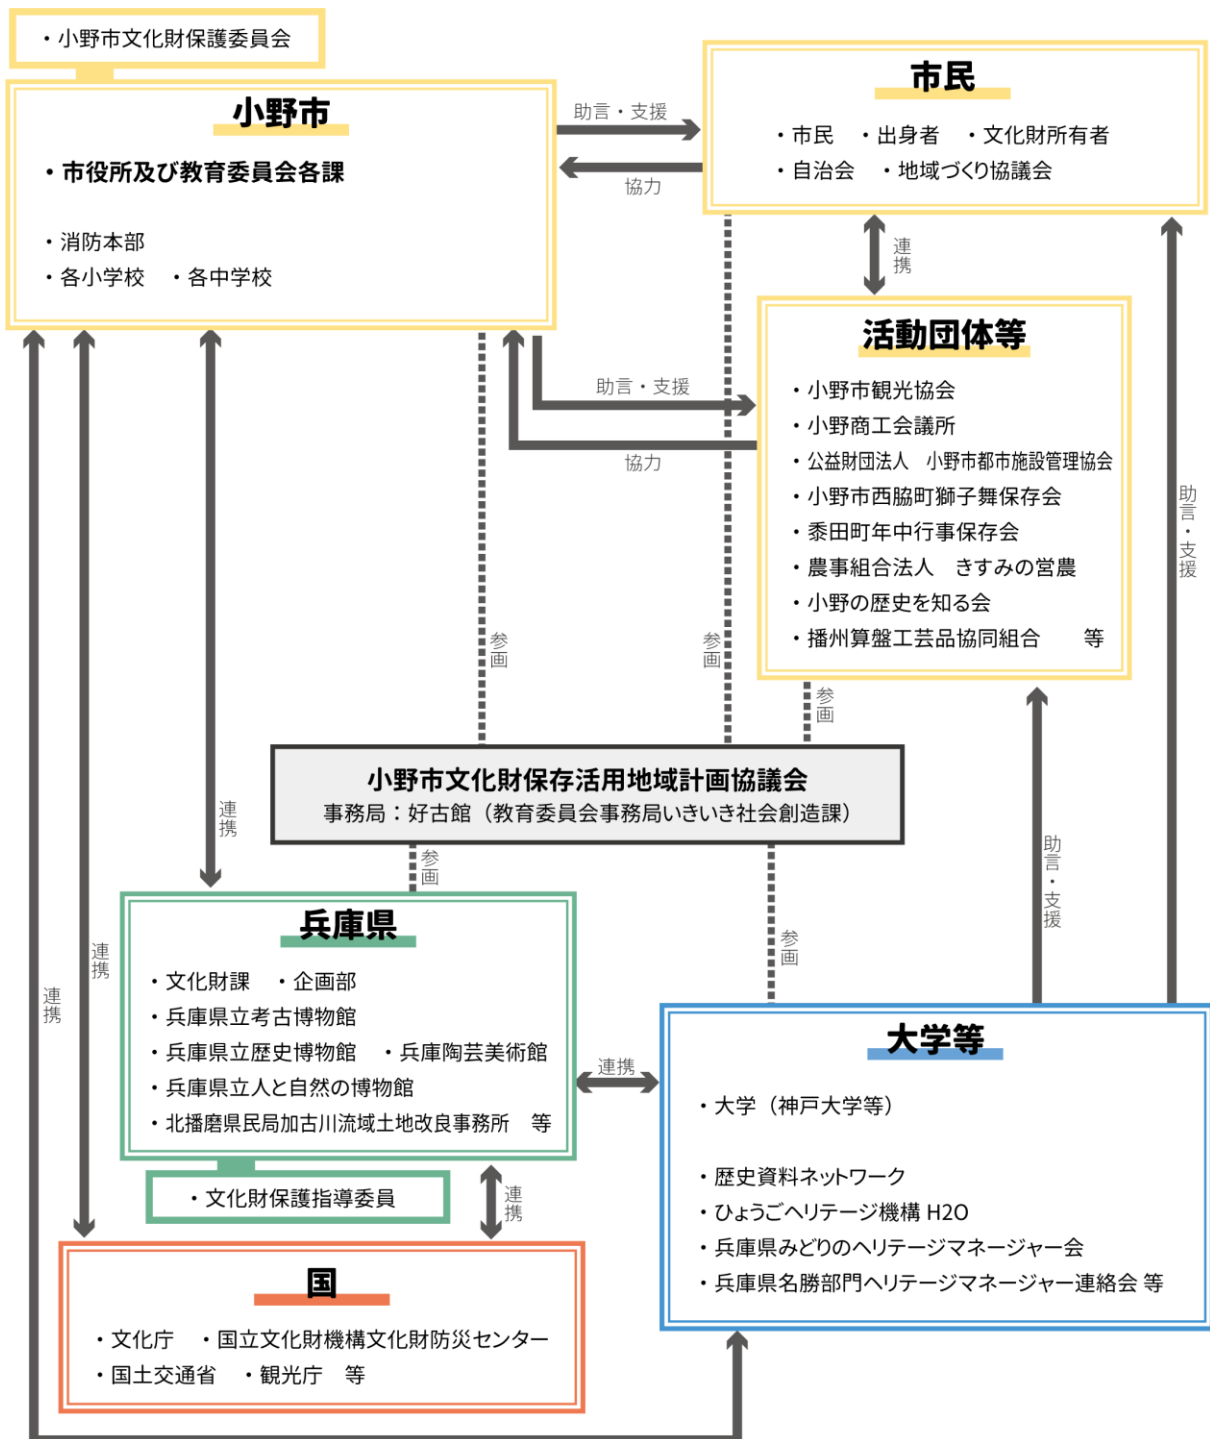 ・小野市文化財保護委員会
小野市
・市役所及び教育委員会各課
・消防本部
・各小学校　・各中学校
助言・支援
協力
市民
・市民　・出身者　・文化財所有者
・自治会　・地域づくり協議会
連携
活動団体等
・小野市観光協会
・小野商工会議所
・公益財団法人　小野市都市施設管理協会
・小野市西脇町獅子舞保存会
・黍田町年中行事保存会
・農事組合法人　きすみの営農
・小野の歴史を知る会
・播州算盤工芸品協同組合　　等
助言・支援
協力
助言・支援
参画
参画
参画
小野市文化財保存活用地域計画協議会
事務局：好古館（教育委員会事務局いきいき社会創造課）
連携
参画
助言・支援
参画
連携
連携
兵庫県
・文化財課　・企画部
・兵庫県立考古博物館
・兵庫県立歴史博物館　・兵庫陶芸美術館
・兵庫県立人と自然の博物館
・北播磨県民局加古川流域土地改良事務所　等
・文化財保護指導委員
連携
連携
大学等
・大学（神戸大学等）
・歴史資料ネットワーク
・ひょうごヘリテージ機構 H2O
・兵庫県みどりのヘリテージマネージャー会
・兵庫県名勝部門ヘリテージマネージャー連絡会 等
国
・文化庁　・国立文化財機構文化財防災センター
・国土交通省　・観光庁　等